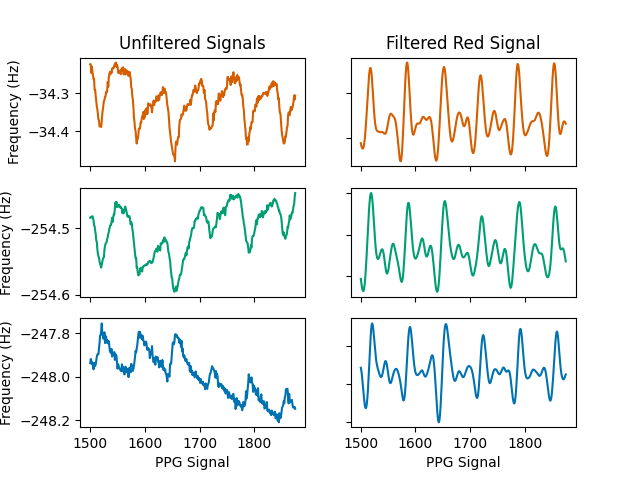 Unfiltered Signals
Filtered Red Signal
Frequency (Hz)
−34.3
−34.4
Frequency (Hz)
−254.5
−254.6
Frequency (Hz)
−247.8
−248.0
−248.2
1500 1600 1700 1800
1500 1600 1700 1800
PPG Signal
PPG Signal